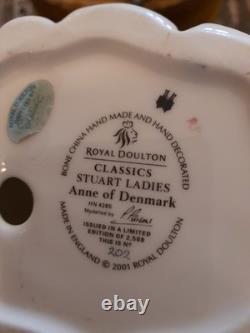 BONE CHINA HAND MADE AND HAND DECORATED
ROYAL DOULTON
CLASSICS
STUART LADIES
Anne of Denmark
HN 4266
Modelled by
ISSUED IN A LIMITED
EDITION OF 2,500
THIS IS Nº
202
MADE IN ENGLAND © 2001 ROYAL DOULTON